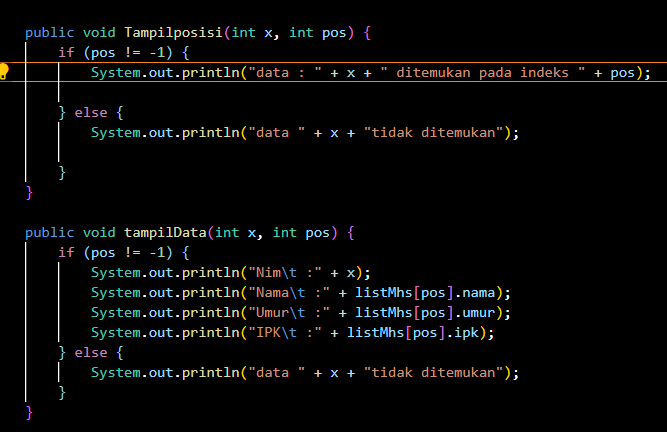 public void Tampilposisi(int x, int pos) {
if (pos != -1) {
System.out.println("data : " + x + " ditemukan pada indeks " + pos);
} else {
System.out.println("data " + x + "tidak ditemukan");
}
}
public void tampilData(int x, int pos) {
if (pos != -1) {
System.out.println("Nim\t :" + x);
System.out.println("Nama\t :" + listMhs[pos].nama);
System.out.println("Umur\t :" + listMhs[pos].umur);
System.out.println("IPK\t :" + listMhs[pos].ipk);
} else {
System.out.println("data " + x + "tidak ditemukan");
}
}